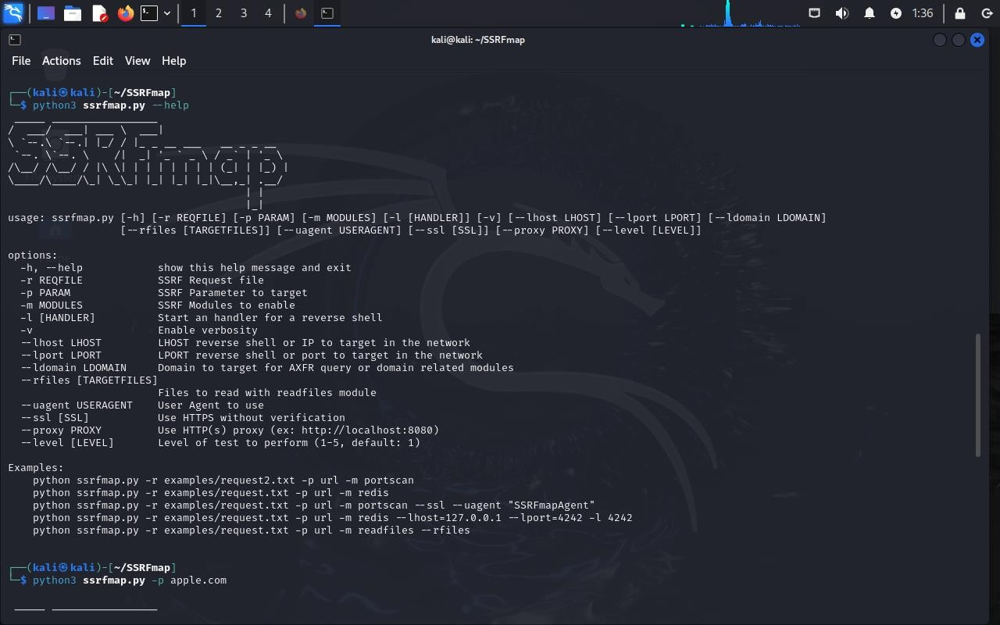 1 2 3 4 1:36
kali@kali: ~/SSRFmap
File Actions Edit View Help
┌──(kali㉿kali)-[~/SSRFmap]
└─$ python3 ssrfmap.py --help
 _____ _________________
/  ___/  ___| ___ \  ___|
\ `--.\ `--.| |_/ / |_ _ __ ___   __ _ _ __
 `--. \`--. \    /|  _| '_ ` _ \ / _` | '_ \
/\__/ /\__/ / |\ \| | | | | | | | (_| | |_) |
\____/\____/\_| \_\_| |_| |_| |_|\__,_| .__/
                                      | |
                                      |_|
usage: ssrfmap.py [-h] [-r REQFILE] [-p PARAM] [-m MODULES] [-l [HANDLER]] [-v] [--lhost LHOST] [--lport LPORT] [--ldomain LDOMAIN]
                  [--rfiles [TARGETFILES]] [--uagent USERAGENT] [--ssl [SSL]] [--proxy PROXY] [--level [LEVEL]]
options:
  -h, --help            show this help message and exit
  -r REQFILE            SSRF Request file
  -p PARAM              SSRF Parameter to target
  -m MODULES            SSRF Modules to enable
  -l [HANDLER]          Start an handler for a reverse shell
  -v                    Enable verbosity
  --lhost LHOST         LHOST reverse shell or IP to target in the network
  --lport LPORT         LPORT reverse shell or port to target in the network
  --ldomain LDOMAIN     Domain to target for AXFR query or domain related modules
  --rfiles [TARGETFILES]
                        Files to read with readfiles module
  --uagent USERAGENT    User Agent to use
  --ssl [SSL]           Use HTTPS without verification
  --proxy PROXY         Use HTTP(s) proxy (ex: http://localhost:8080)
  --level [LEVEL]       Level of test to perform (1-5, default: 1)
Examples:
    python ssrfmap.py -r examples/request2.txt -p url -m portscan
    python ssrfmap.py -r examples/request.txt -p url -m redis
    python ssrfmap.py -r examples/request.txt -p url -m portscan --ssl --uagent "SSRFmapAgent"
    python ssrfmap.py -r examples/request.txt -p url -m redis --lhost=127.0.0.1 --lport=4242 -l 4242
    python ssrfmap.py -r examples/request.txt -p url -m readfiles --rfiles
┌──(kali㉿kali)-[~/SSRFmap]
└─$ python3 ssrfmap.py -p apple.com
 _____ _________________